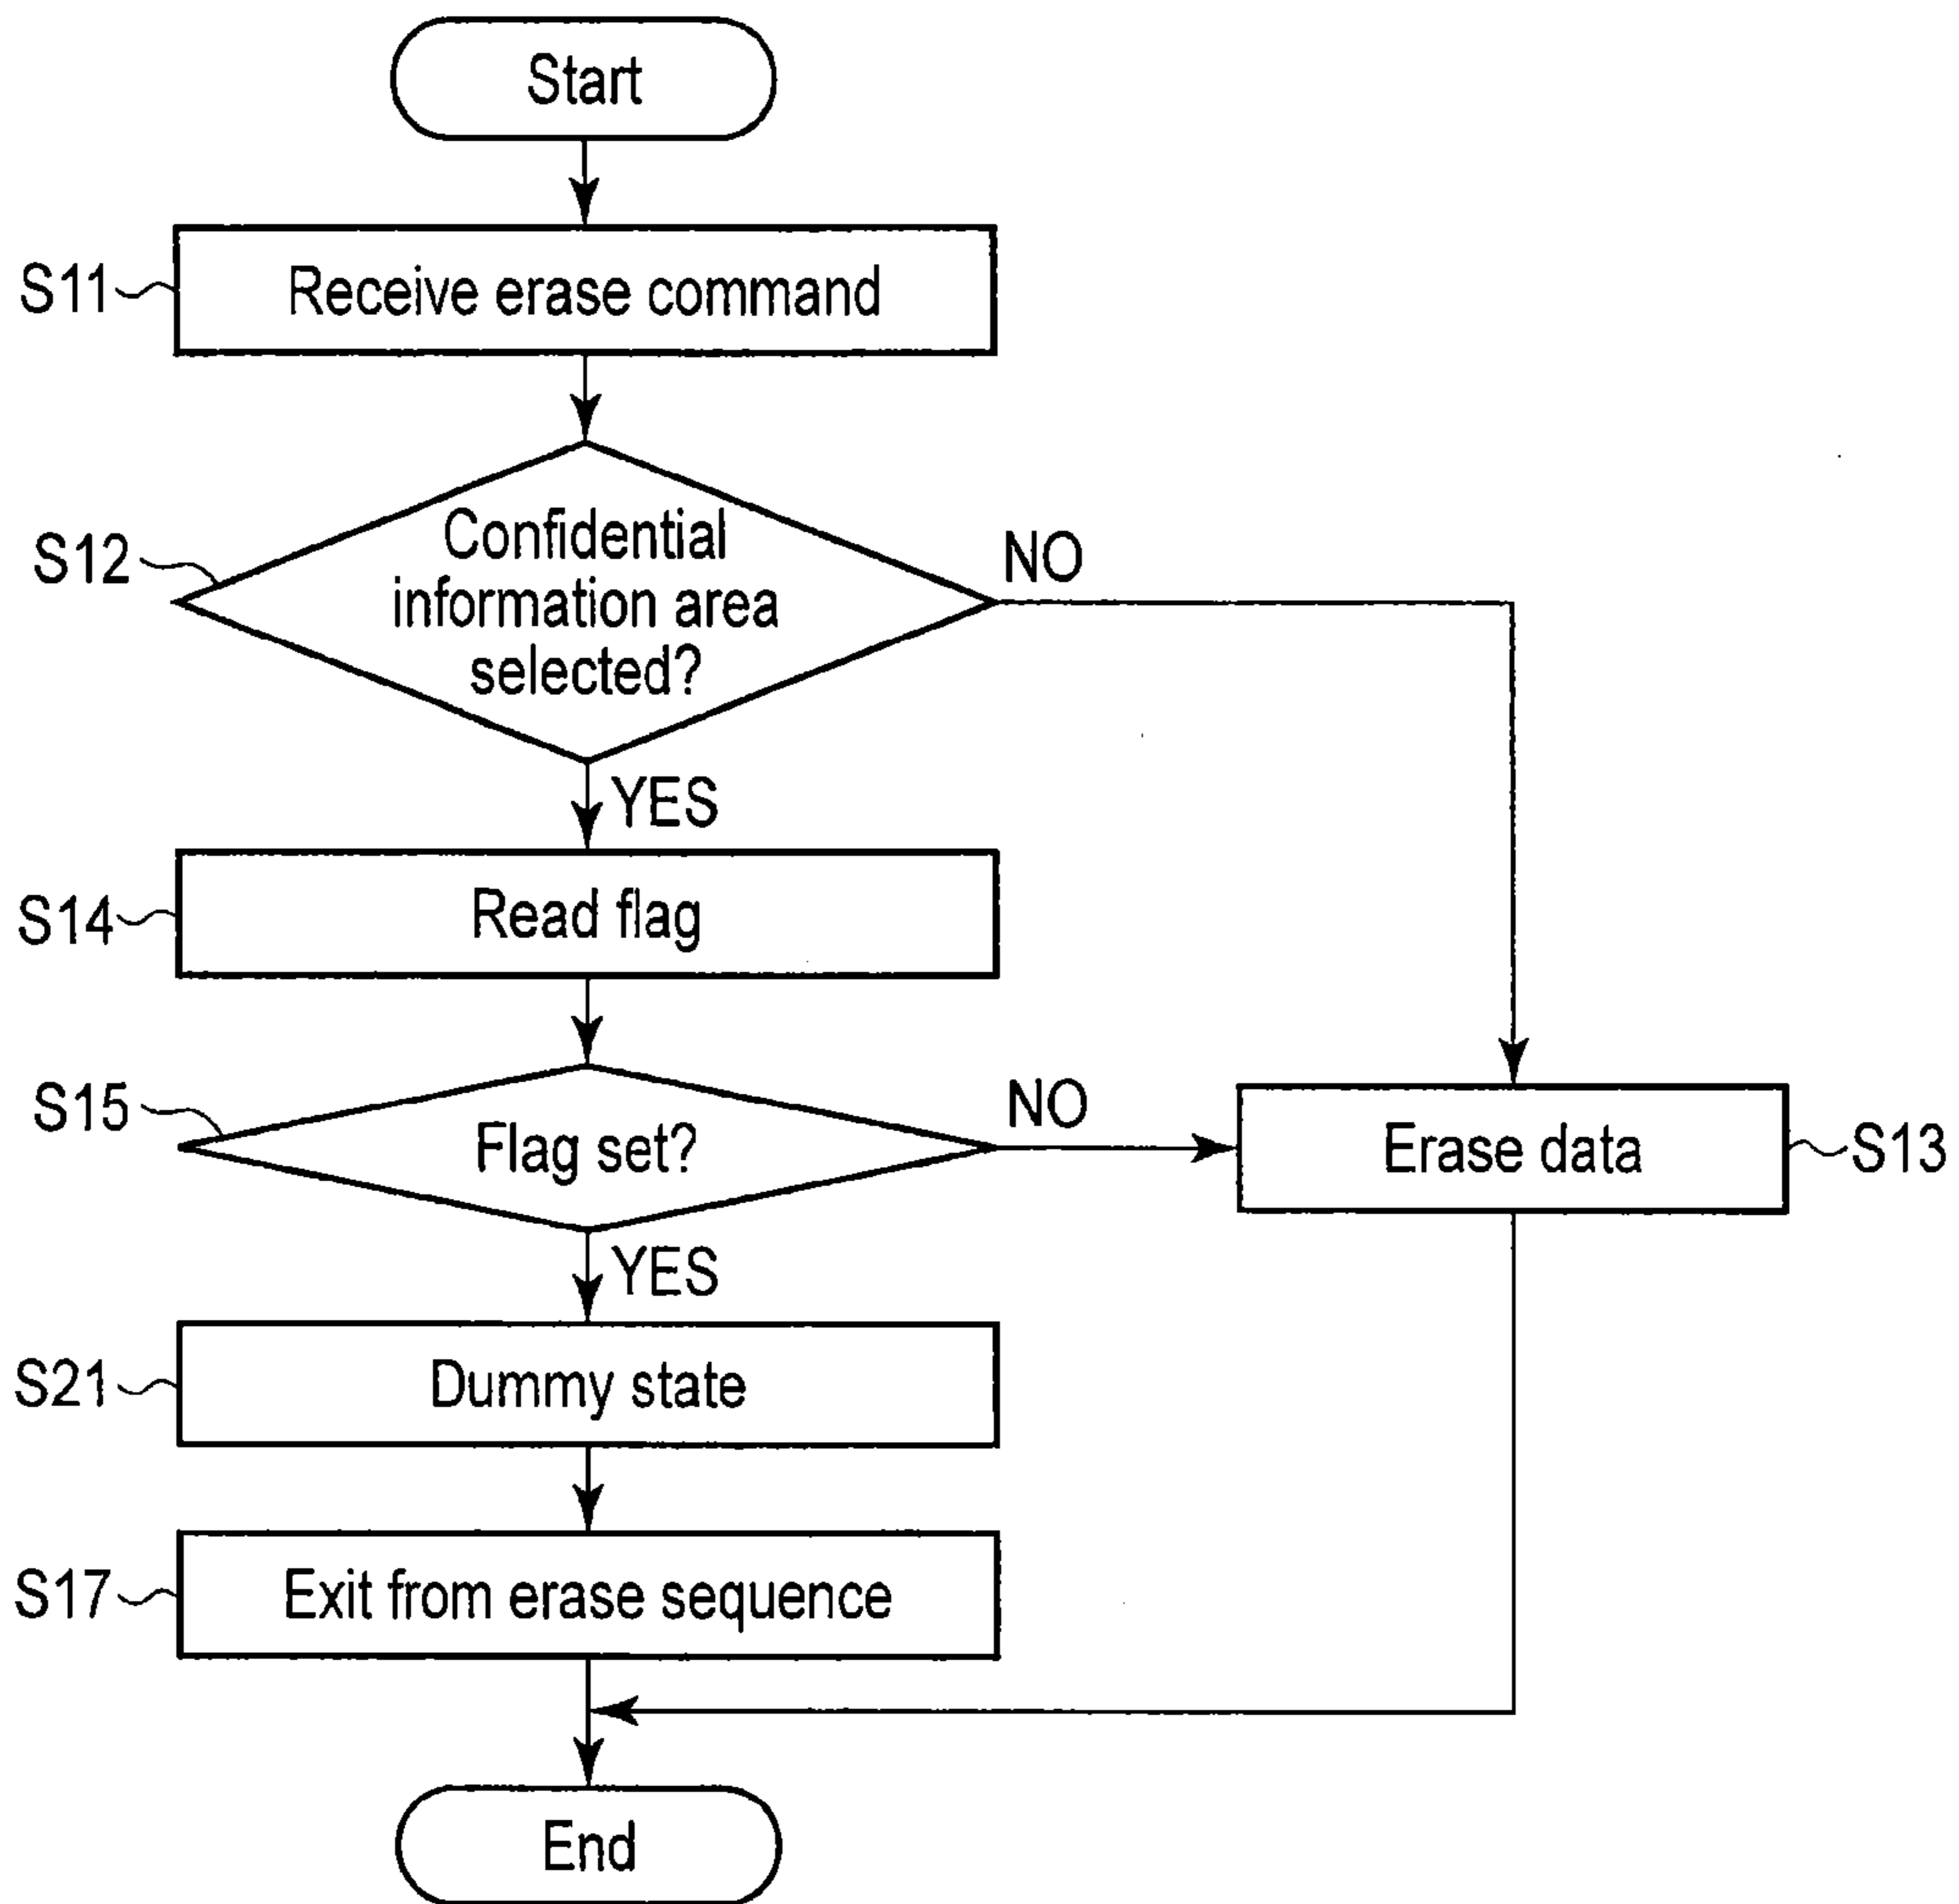 Start
S11
Receive erase command
S12
Confidential
information area
selected?
NO
YES
S14
Read flag
S15
Flag set?
NO
Erase data
S13
YES
S21
Dummy state
S17
Exit from erase sequence
End